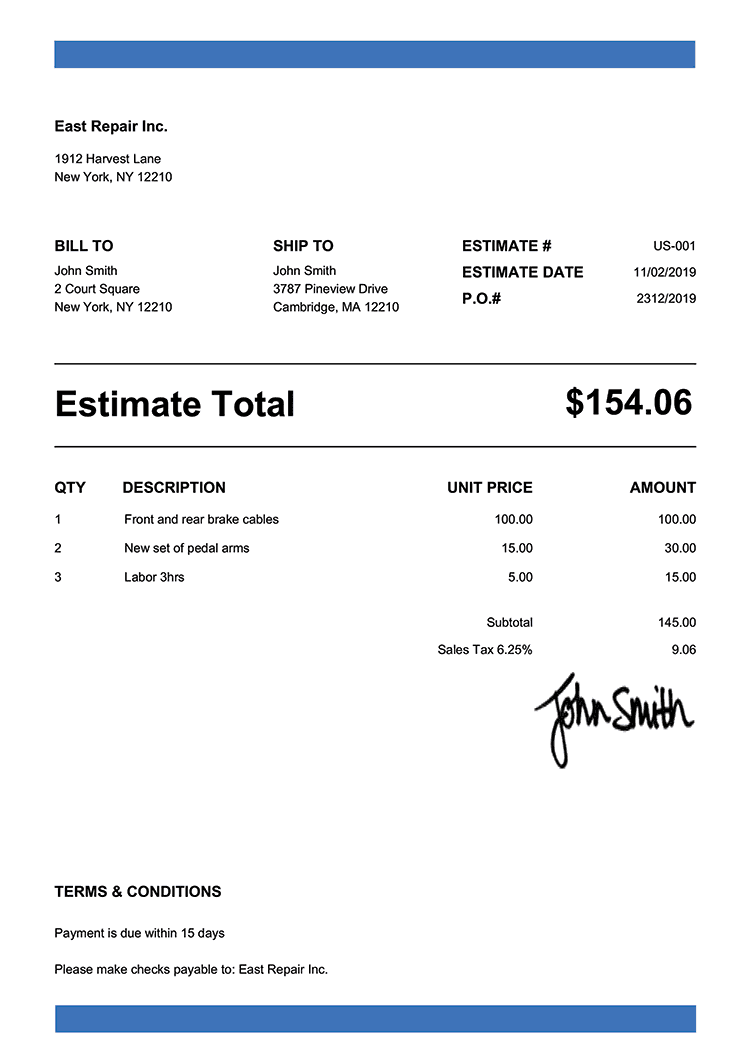 East Repair Inc.
1912 Harvest Lane
New York, NY 12210
BILL TO
John Smith
2 Court Square
New York, NY 12210
SHIP TO
John Smith
3787 Pineview Drive
Cambridge, MA 12210
ESTIMATE # US-001
ESTIMATE DATE 11/02/2019
P.O.# 2312/2019
Estimate Total $154.06
QTY DESCRIPTION UNIT PRICE AMOUNT
1 Front and rear brake cables 100.00 100.00
2 New set of pedal arms 15.00 30.00
3 Labor 3hrs 5.00 15.00
Subtotal 145.00
Sales Tax 6.25% 9.06
John Smith
TERMS & CONDITIONS
Payment is due within 15 days
Please make checks payable to: East Repair Inc.